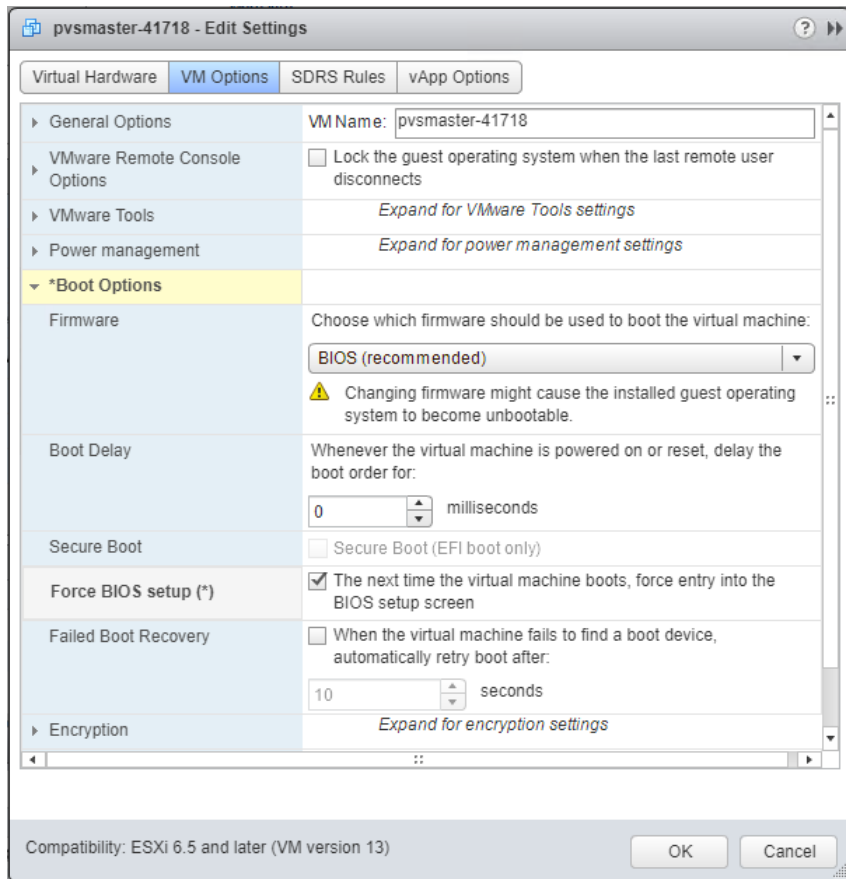 pvsmaster-41718 - Edit Settings
?
Virtual Hardware
VM Options
SDRS Rules
vApp Options
General Options
VM Name: pvsmaster-41718
VMware Remote Console
Options
Lock the guest operating system when the last remote user
disconnects
VMware Tools
Expand for VMware Tools settings
Power management
Expand for power management settings
*Boot Options
Firmware
Choose which firmware should be used to boot the virtual machine:
BIOS (recommended)
Changing firmware might cause the installed guest operating
system to become unbootable.
Boot Delay
Whenever the virtual machine is powered on or reset, delay the
boot order for:
0 milliseconds
Secure Boot
Secure Boot (EFI boot only)
Force BIOS setup (*)
The next time the virtual machine boots, force entry into the
BIOS setup screen
Failed Boot Recovery
When the virtual machine fails to find a boot device,
automatically retry boot after:
10 seconds
Encryption
Expand for encryption settings
Compatibility: ESXi 6.5 and later (VM version 13)
OK
Cancel